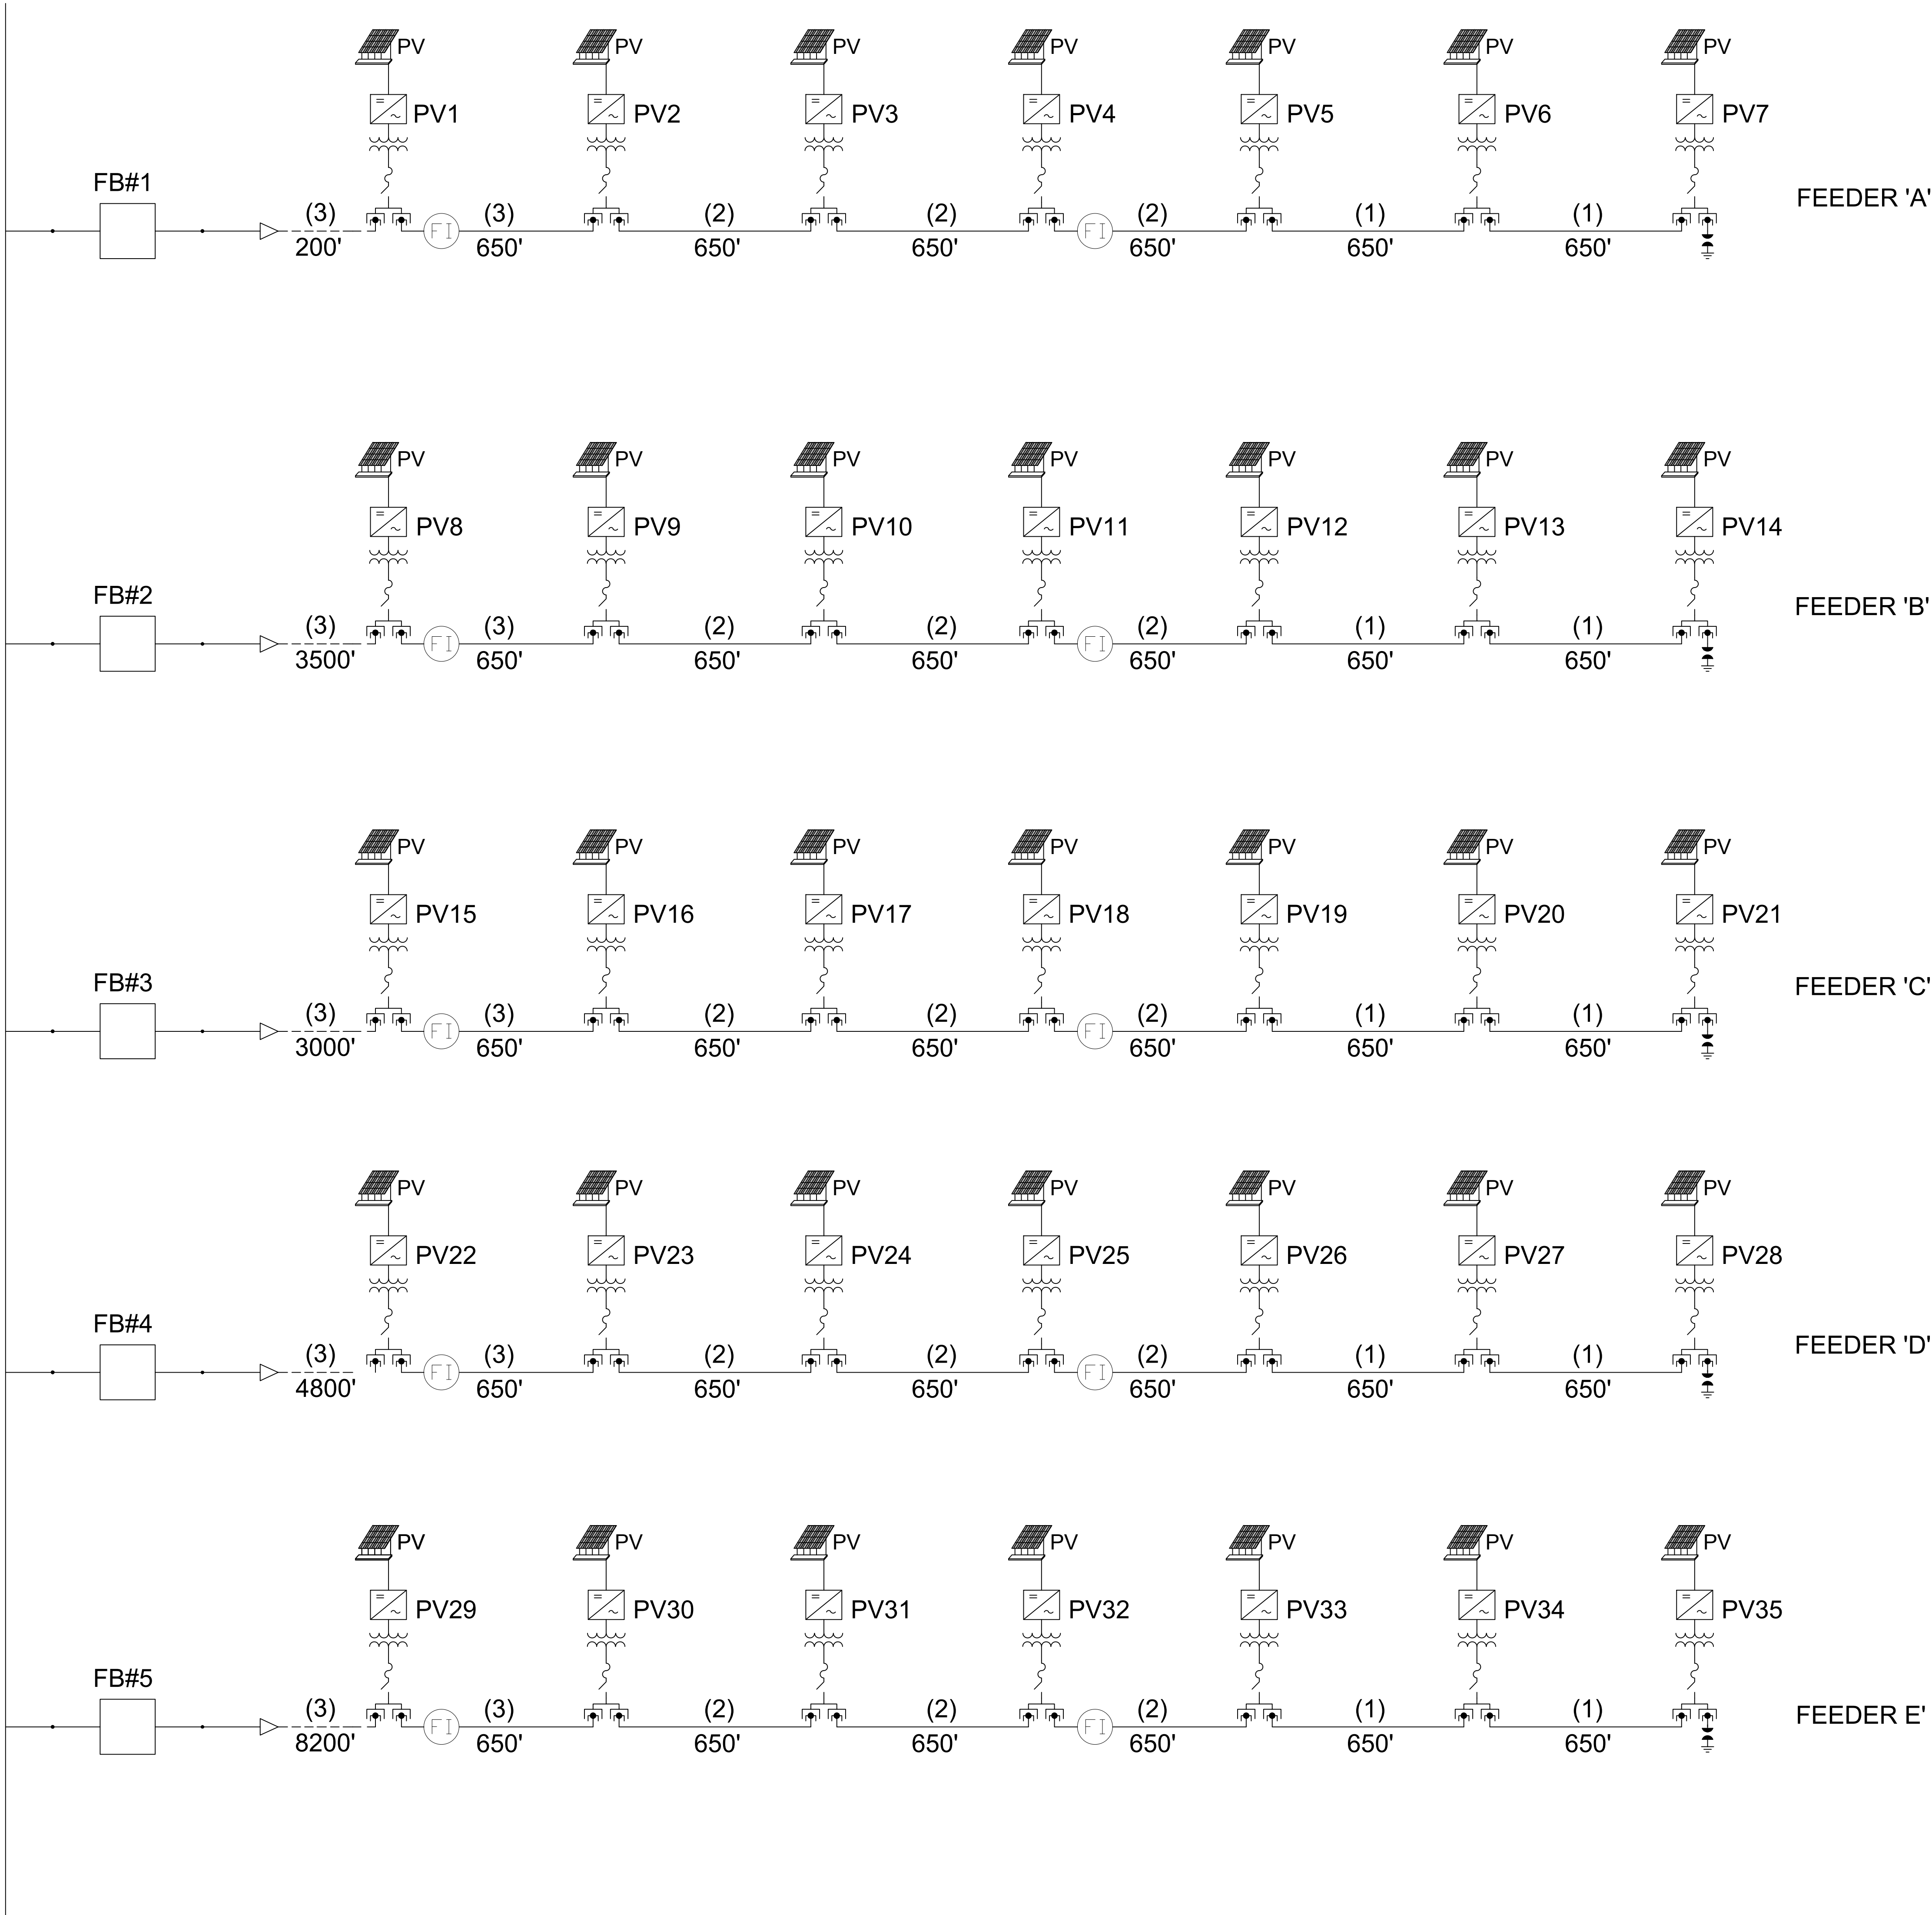 PV PV PV PV PV PV PV
PV1 PV2 PV3 PV4 PV5 PV6 PV7
FB#1
FEEDER 'A'
(3) (3) (2) (2) (2) (1) (1)
FI FI
200' 650' 650' 650' 650' 650' 650'
PV PV PV PV PV PV PV
PV8 PV9 PV10 PV11 PV12 PV13 PV14
FB#2
FEEDER 'B'
(3) (3) (2) (2) (2) (1) (1)
FI FI
3500' 650' 650' 650' 650' 650' 650'
PV PV PV PV PV PV PV
PV15 PV16 PV17 PV18 PV19 PV20 PV21
FB#3
FEEDER 'C'
(3) (3) (2) (2) (2) (1) (1)
FI FI
3000' 650' 650' 650' 650' 650' 650'
PV PV PV PV PV PV PV
PV22 PV23 PV24 PV25 PV26 PV27 PV28
FB#4
FEEDER 'D'
(3) (3) (2) (2) (2) (1) (1)
FI FI
4800' 650' 650' 650' 650' 650' 650'
PV PV PV PV PV PV PV
PV29 PV30 PV31 PV32 PV33 PV34 PV35
FB#5
FEEDER E'
(3) (3) (2) (2) (2) (1) (1)
FI FI
8200' 650' 650' 650' 650' 650' 650'